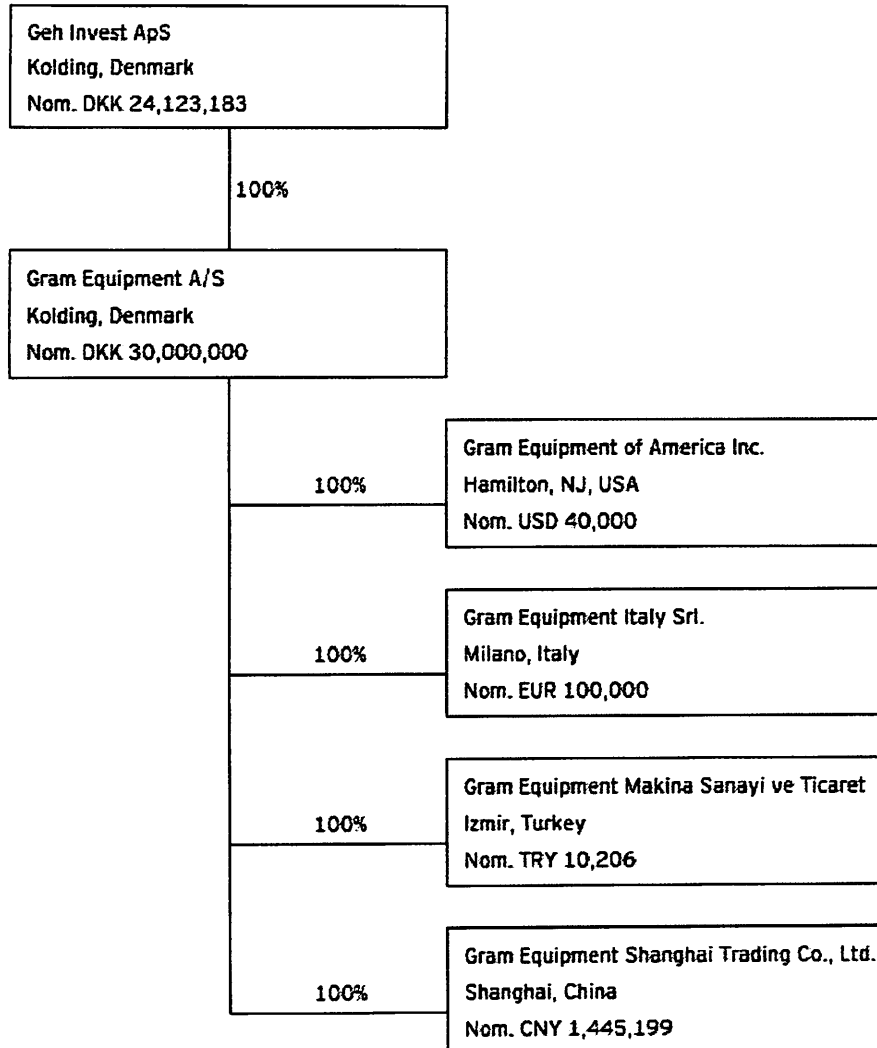 Geh Invest ApS
Kolding, Denmark
Nom. DKK 24,123,183
100%
Gram Equipment A/S
Kolding, Denmark
Nom. DKK 30,000,000
100%
Gram Equipment of America Inc.
Hamilton, NJ, USA
Nom. USD 40,000
100%
Gram Equipment Italy Srl.
Milano, Italy
Nom. EUR 100,000
100%
Gram Equipment Makina Sanayi ve Ticaret
Izmir, Turkey
Nom. TRY 10,206
100%
Gram Equipment Shanghai Trading Co., Ltd.
Shanghai, China
Nom. CNY 1,445,199